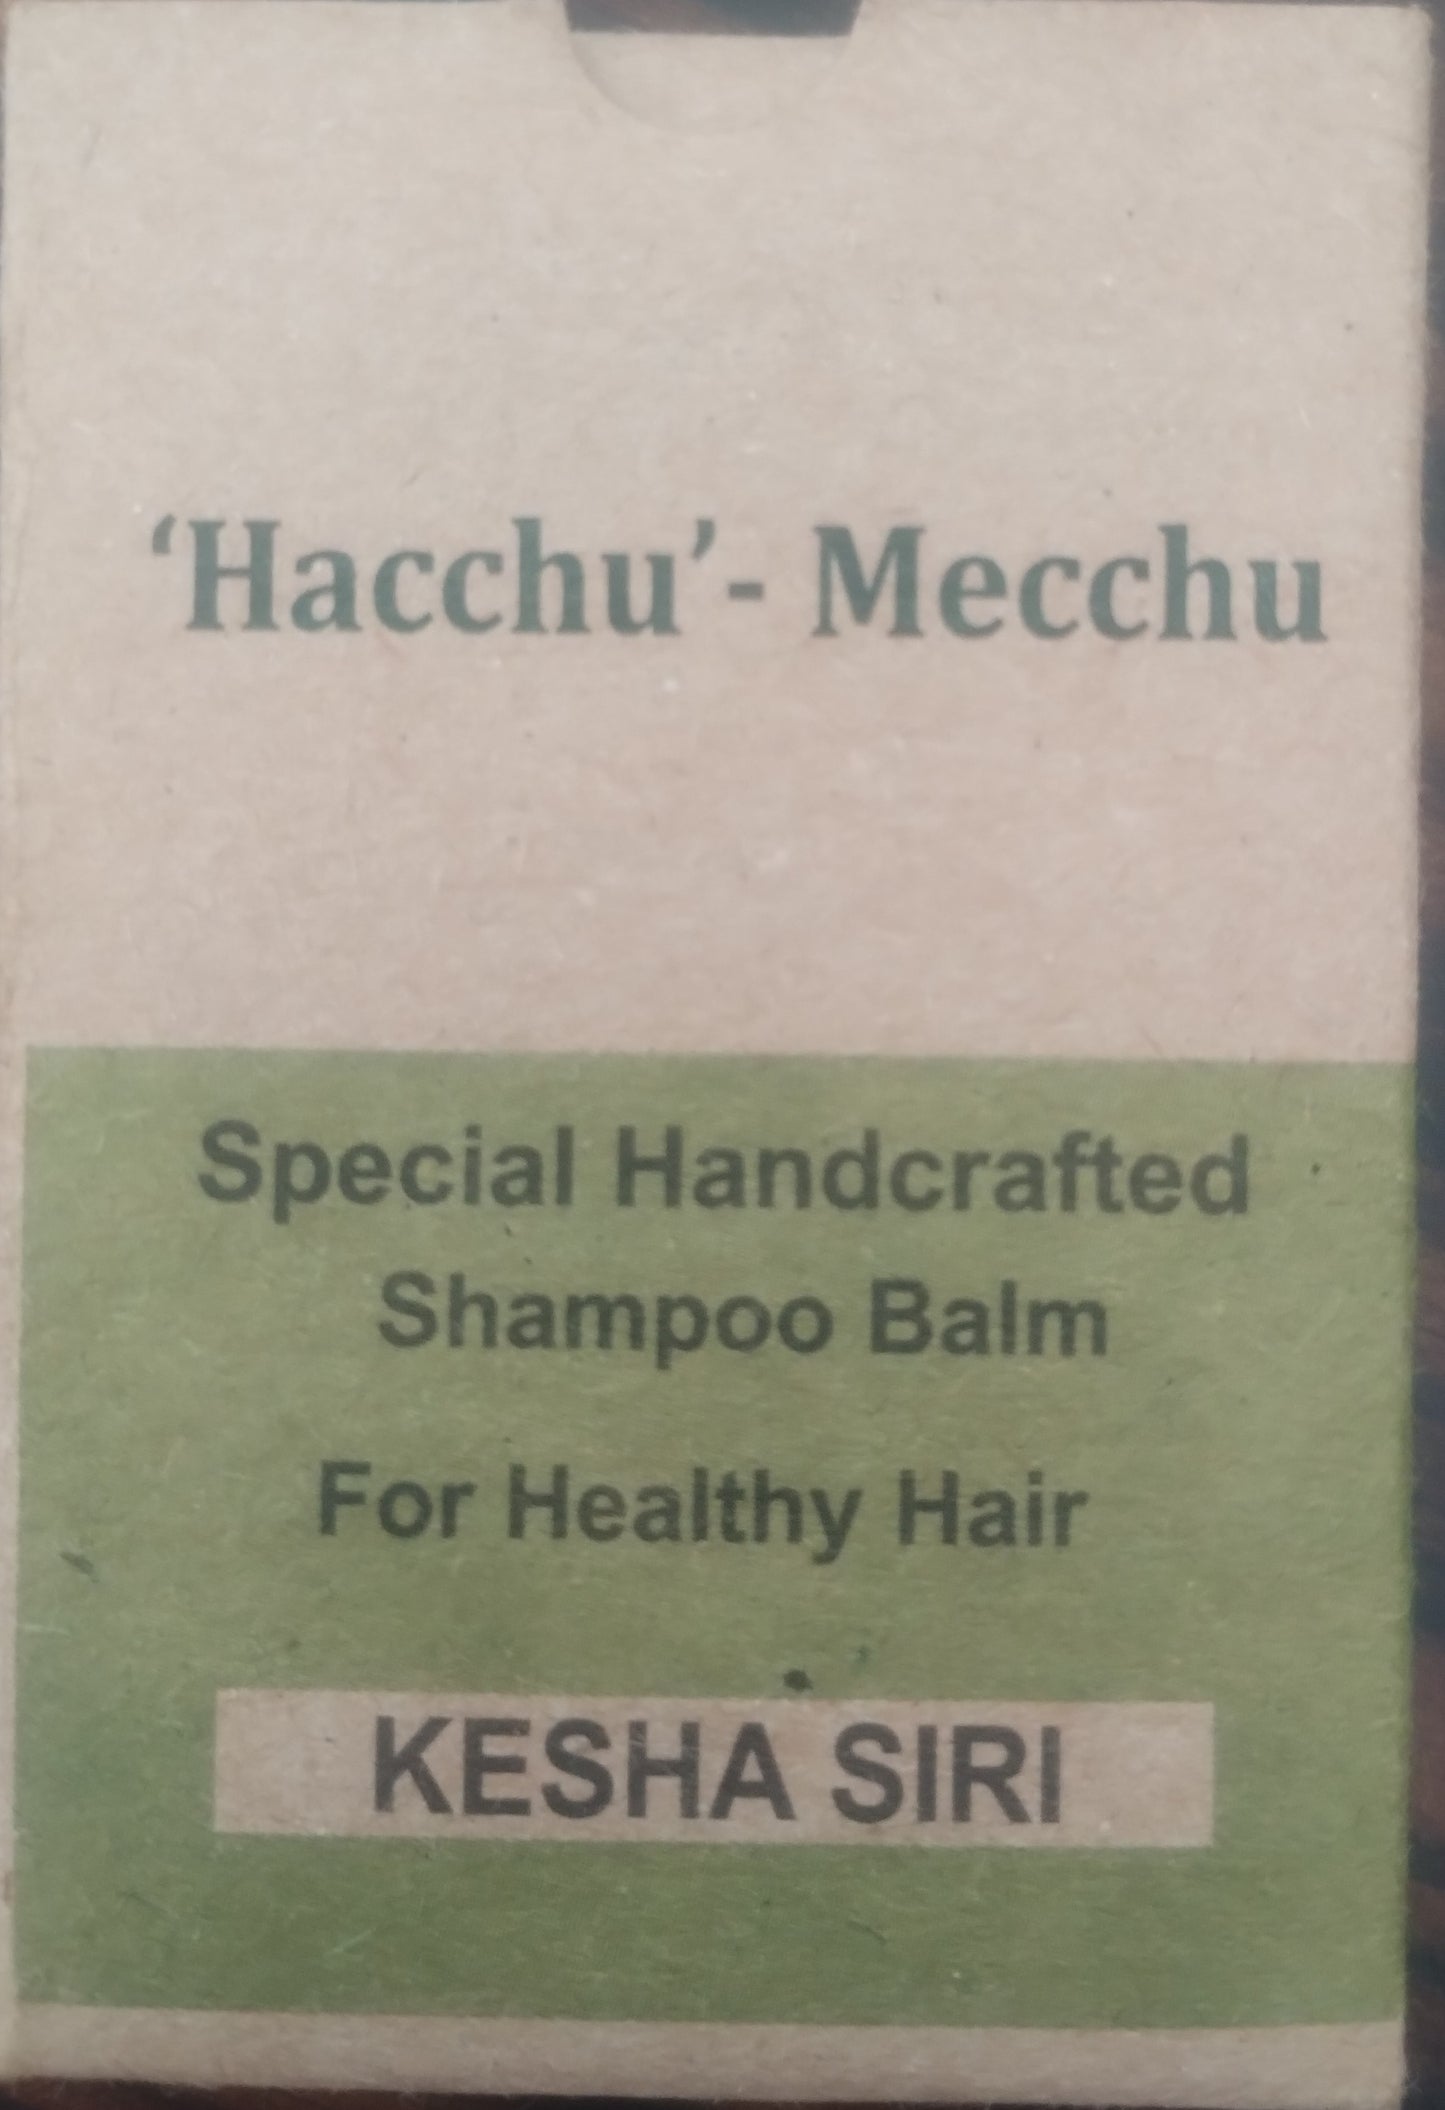 ‘Hacchu’- Mecchu
Special Handcrafted
Shampoo Balm
For Healthy Hair
KESHA SIRI